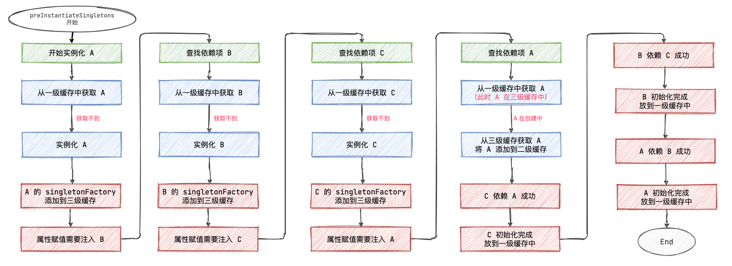 preInstantiateSingletons
开始
开始实例化 A
从一级缓存中获取 A
获取不到
实例化 A
A 的 singletonFactory
添加到三级缓存
属性赋值需要注入 B
查找依赖项 B
从一级缓存中获取 B
获取不到
实例化 B
B 的 singletonFactory
添加到三级缓存
属性赋值需要注入 C
查找依赖项 C
从一级缓存中获取 C
获取不到
实例化 C
C 的 singletonFactory
添加到三级缓存
属性赋值需要注入 A
查找依赖项 A
从一级缓存中获取 A
(此时 A 在三级缓存中)
A 在创建中
从三级缓存获取 A
将 A 添加到二级缓存
C 依赖 A 成功
C 初始化完成
放到一级缓存中
B 依赖 C 成功
B 初始化完成
放到一级缓存中
A 依赖 B 成功
A 初始化完成
放到一级缓存中
End